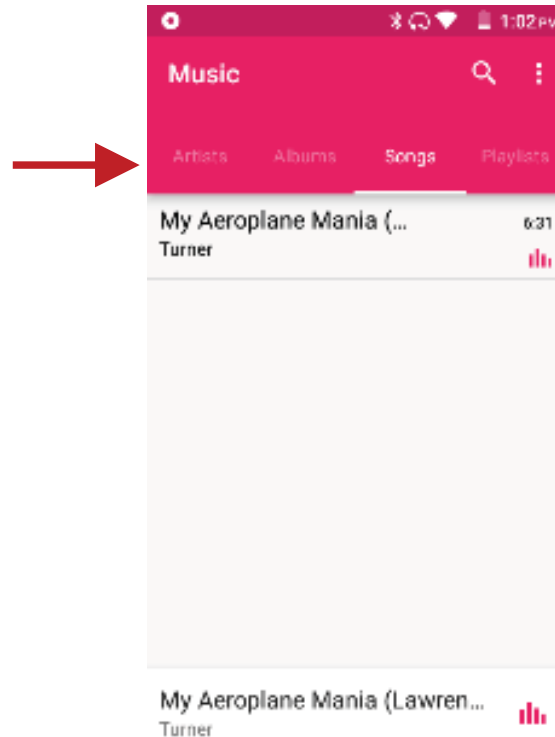 1:02 PM
Music
Artists Albums Songs Playlists
My Aeroplane Mania (...
6:31
Turner
My Aeroplane Mania (Lawren...
Turner